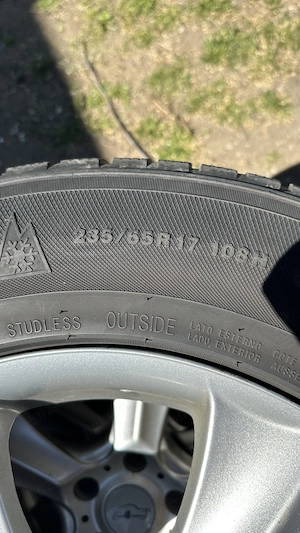 235/65R17 108H
STUDLESS OUTSIDE LATO ESTERNO
LADO EXTERIOR